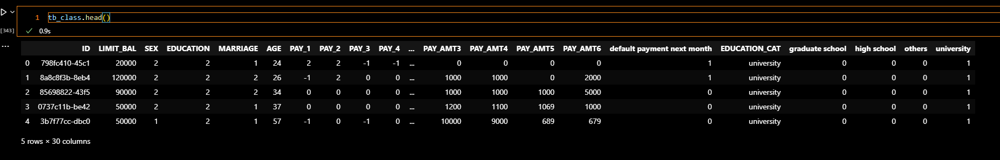 1 tb_class.head()
[343] ✓ 0.9s
... ID LIMIT_BAL SEX EDUCATION MARRIAGE AGE PAY_1 PAY_2 PAY_3 PAY_4 ... PAY_AMT3 PAY_AMT4 PAY_AMT5 PAY_AMT6 default payment next month EDUCATION_CAT graduate school high school others university
0 798fc410-45c1 20000 2 2 1 24 2 2 -1 -1 ... 0 0 0 0 1 university 0 0 0 1
1 8a8c8f3b-8eb4 120000 2 2 2 26 -1 2 0 0 ... 1000 1000 0 2000 1 university 0 0 0 1
2 85698822-43f5 90000 2 2 2 34 0 0 0 0 ... 1000 1000 1000 5000 0 university 0 0 0 1
3 0737c11b-be42 50000 2 2 1 37 0 0 0 0 ... 1200 1100 1069 1000 0 university 0 0 0 1
4 3b7f77cc-dbc0 50000 1 2 1 57 -1 0 -1 0 ... 10000 9000 689 679 0 university 0 0 0 1
5 rows × 30 columns